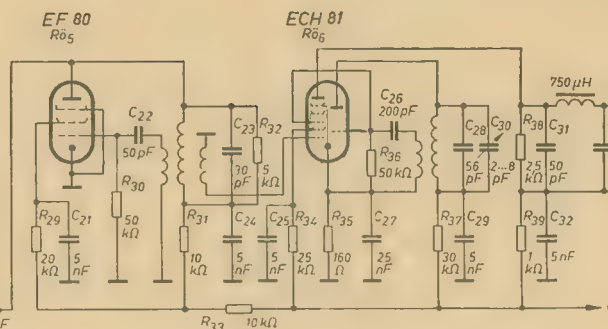 EF 80
Rö5
ECH 81
Rö6
C22
50 pF
R30
50
kΩ
R29
20
kΩ
C21
5
nF
C23
30
pF
R32
5
kΩ
R31
10
kΩ
C24
5
nF
C25
5
nF
R33
10 kΩ
R34
25
kΩ
C26
200 pF
R36
50 kΩ
R35
160
Ω
C27
25
nF
C28
56
pF
C30
2...8
pF
R37
30
kΩ
C29
5
nF
R38
2,5
kΩ
C31
50
pF
750 µH
R39
1
kΩ
C32
5 nF